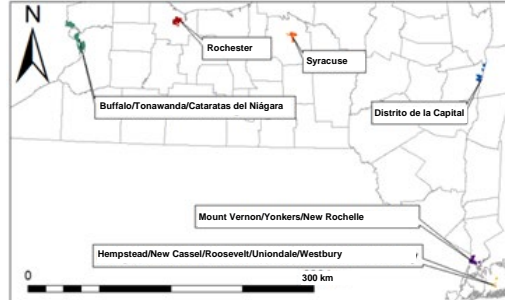 N
Rochester
Syracuse
Buffalo/Tonawanda/Cataratas del Niágara
Distrito de la Capital
Mount Vernon/Yonkers/New Rochelle
Hempstead/New Cassel/Roosevelt/Uniondale/Westbury
0
300 km